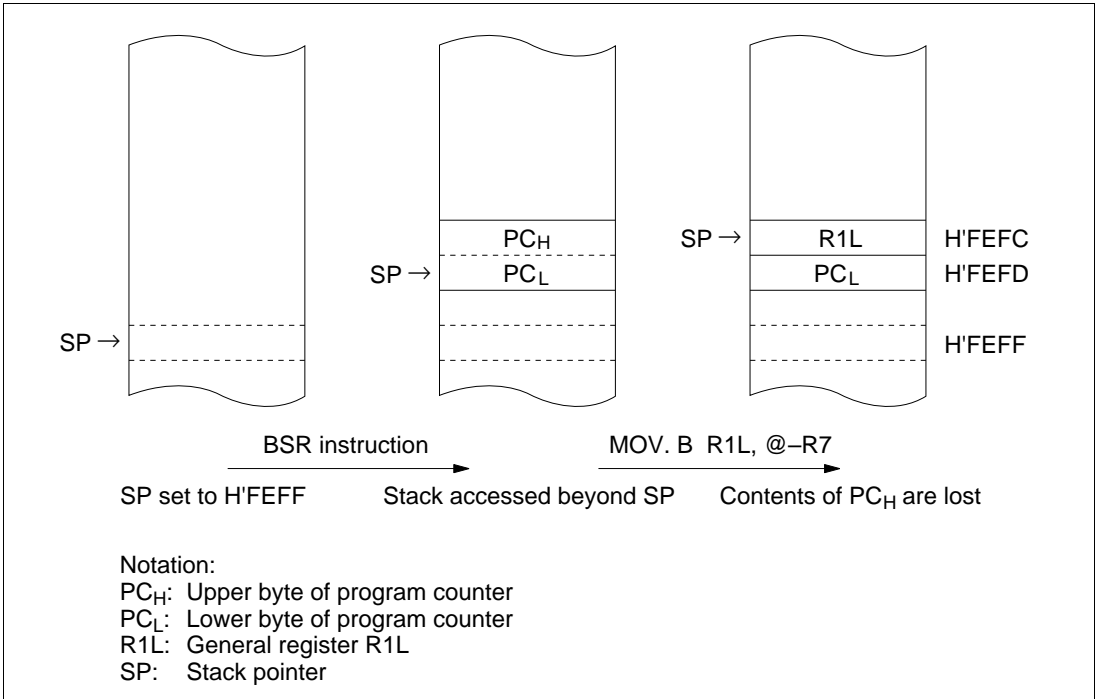 PCH
SP → R1L H'FEFC
SP → PCL PCL H'FEFD
SP → H'FEFF
BSR instruction MOV. B R1L, @–R7
SP set to H'FEFF Stack accessed beyond SP Contents of PCH are lost
Notation:
PCH: Upper byte of program counter
PCL: Lower byte of program counter
R1L: General register R1L
SP: Stack pointer